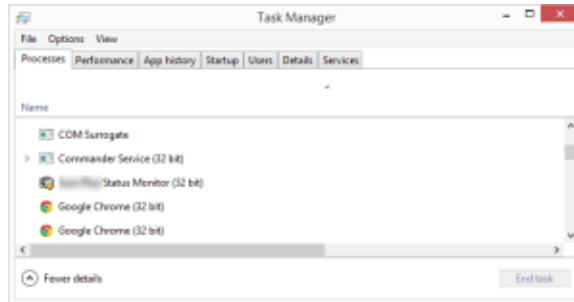 Task Manager
File Options View
Processes Performance App history Startup Users Details Services
Name
COM Surrogate
Commander Service (32 bit)
Status Monitor (32 bit)
Google Chrome (32 bit)
Google Chrome (32 bit)
Fewer details End task